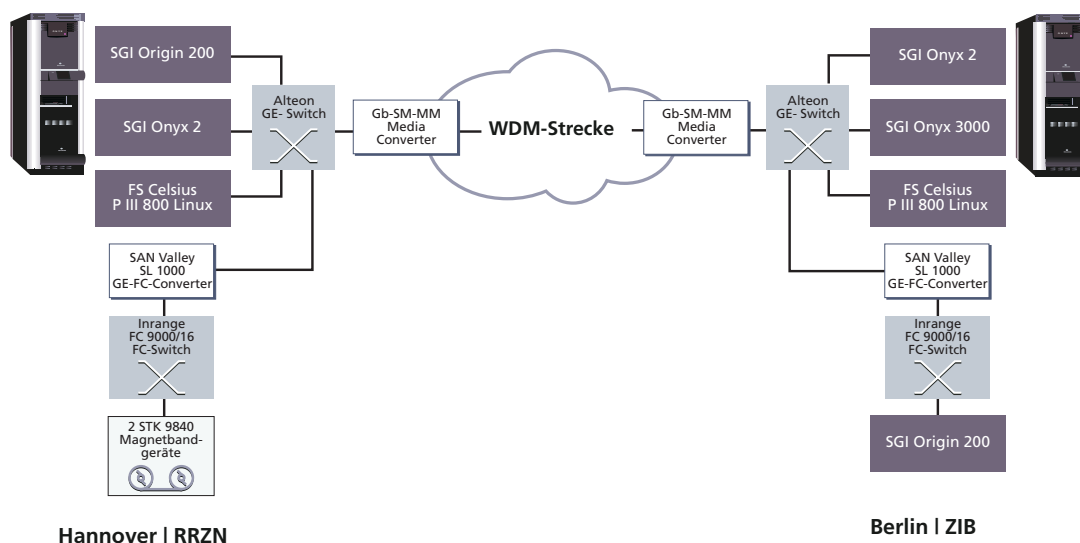 SGI Origin 200
SGI Onyx 2
FS Celsius
P III 800 Linux
Alteon
GE- Switch
Gb-SM-MM
Media
Converter
WDM-Strecke
Gb-SM-MM
Media
Converter
Alteon
GE- Switch
SGI Onyx 2
SGI Onyx 3000
FS Celsius
P III 800 Linux
SAN Valley
SL 1000
GE-FC-Converter
Inrange
FC 9000/16
FC-Switch
2 STK 9840
Magnetband-
geräte
Hannover | RRZN
SAN Valley
SL 1000
GE-FC-Converter
Inrange
FC 9000/16
FC-Switch
SGI Origin 200
Berlin | ZIB